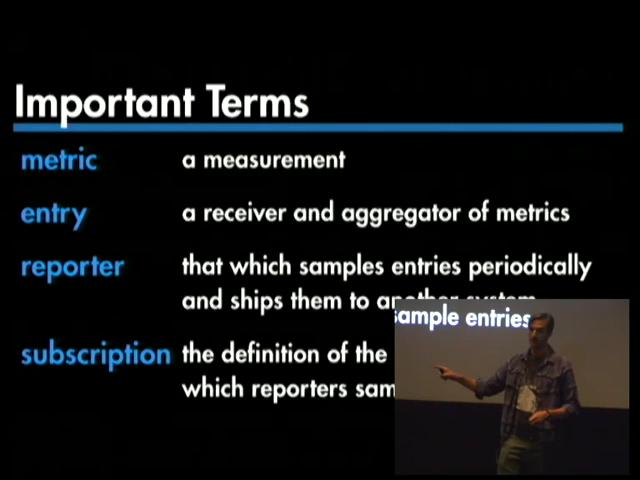 Important Terms
metric a measurement
entry a receiver and aggregator of metrics
reporter that which samples entries periodically
and ships them to another system
subscription the definition of the
which reporters sam
sample entries